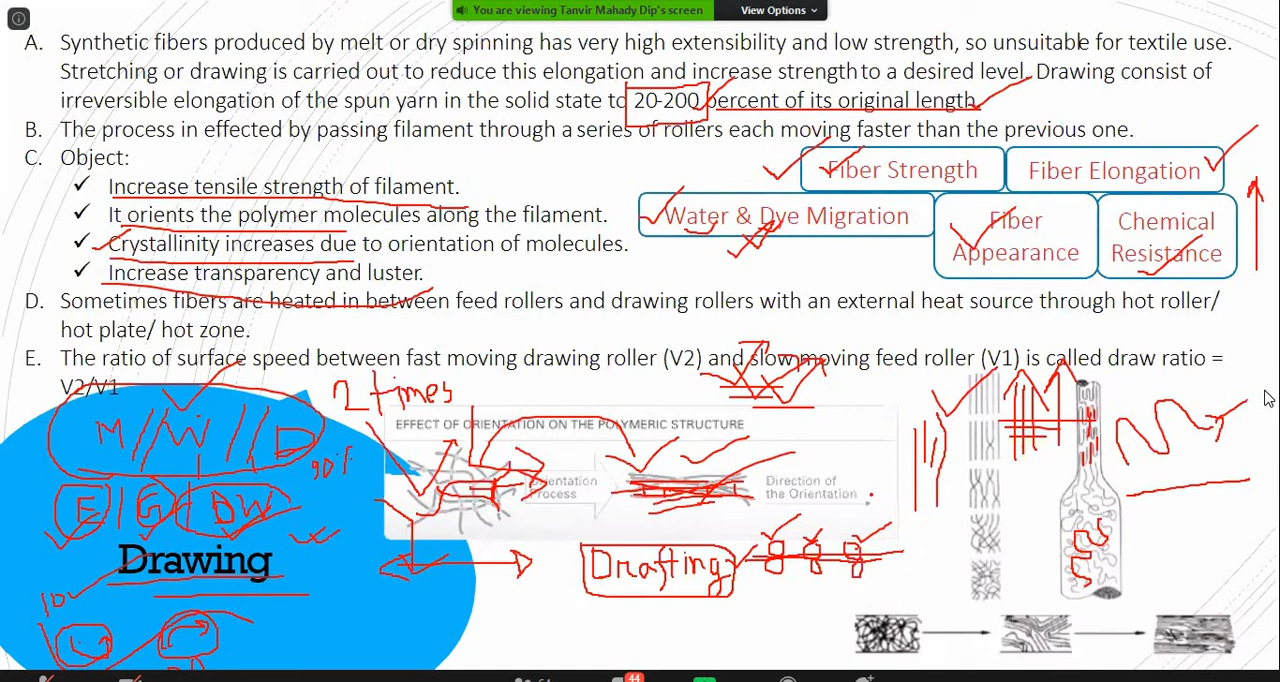 You are viewing Tanvir Mahady Dip's screen
View Options
A. Synthetic fibers produced by melt or dry spinning has very high extensibility and low strength, so unsuitable for textile use.
Stretching or drawing is carried out to reduce this elongation and increase strength to a desired level. Drawing consist of
irreversible elongation of the spun yarn in the solid state to 20-200 percent of its original length.
B. The process in effected by passing filament through a series of rollers each moving faster than the previous one.
C. Object:
✓ Increase tensile strength of filament.
✓ It orients the polymer molecules along the filament.
✓ Crystallinity increases due to orientation of molecules.
✓ Increase transparency and luster.
Fiber Strength
Fiber Elongation
Water & Dye Migration
Fiber
Appearance
Chemical
Resistance
D. Sometimes fibers are heated in between feed rollers and drawing rollers with an external heat source through hot roller/
hot plate/ hot zone.
E. The ratio of surface speed between fast moving drawing roller (V2) and slow moving feed roller (V1) is called draw ratio =
V2/V1
2 times
M/W//D
90%
E/G/DW
Drawing
10
EFFECT OF ORIENTATION ON THE POLYMERIC STRUCTURE
Orientation
Process
Direction of
the Orientation
Drafting
44